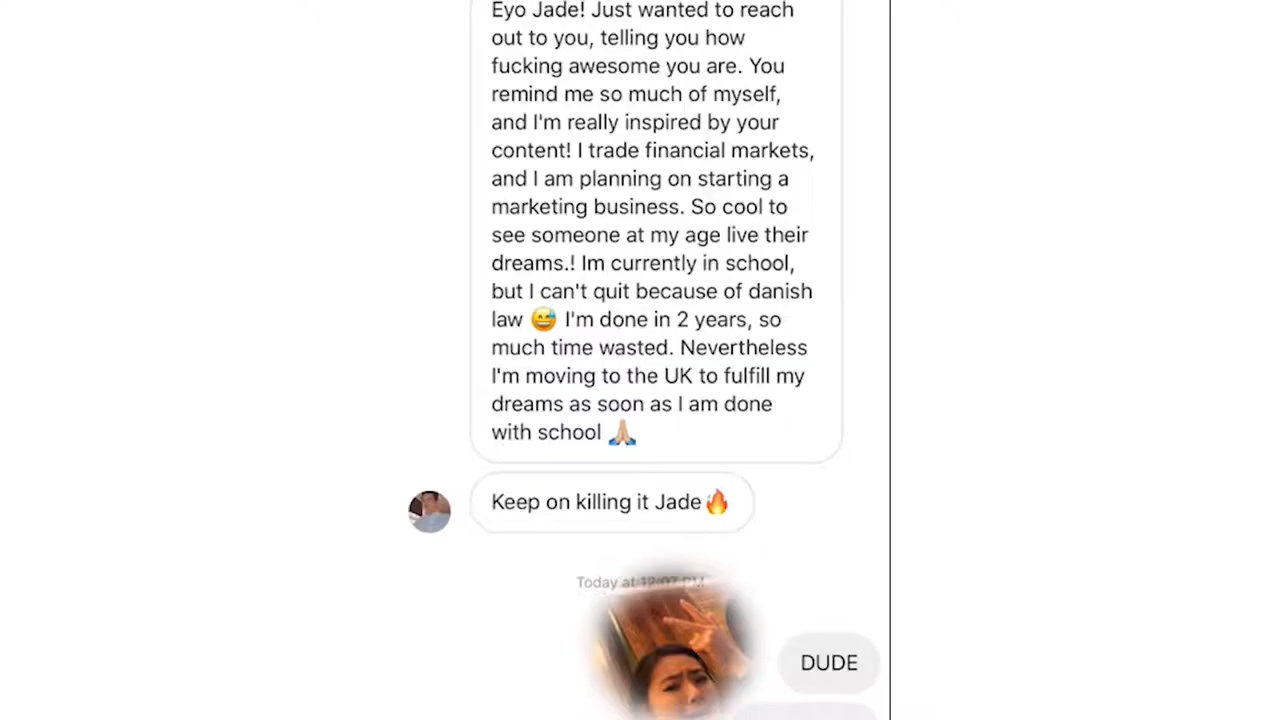 Eyo Jade! Just wanted to reach
out to you, telling you how
fucking awesome you are. You
remind me so much of myself,
and I'm really inspired by your
content! I trade financial markets,
and I am planning on starting a
marketing business. So cool to
see someone at my age live their
dreams.! Im currently in school,
but I can't quit because of danish
law 😅 I'm done in 2 years, so
much time wasted. Nevertheless
I'm moving to the UK to fulfill my
dreams as soon as I am done
with school 🙏🏼
Keep on killing it Jade🔥
Today at 12:07 PM
DUDE